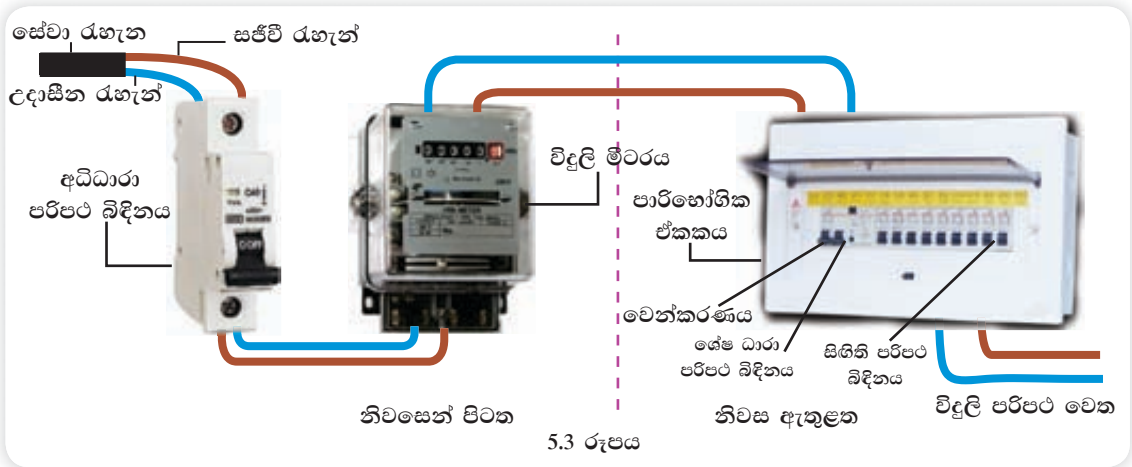 සේවා රැහැන
සජීවී රැහැන්
උදාසීන රැහැන්
අධිධාරා
පරිපථ බිඳිනය
විදුලි මීටරය
පාරිභෝගික
ඒකකය
වෙන්කරණය
ශේෂ ධාරා
පරිපථ බිඳිනය
සිඟිති පරිපථ
බිඳිනය
නිවසෙන් පිටත
නිවස ඇතුළත
විදුලි පරිපථ වෙත
5.3 රූපය